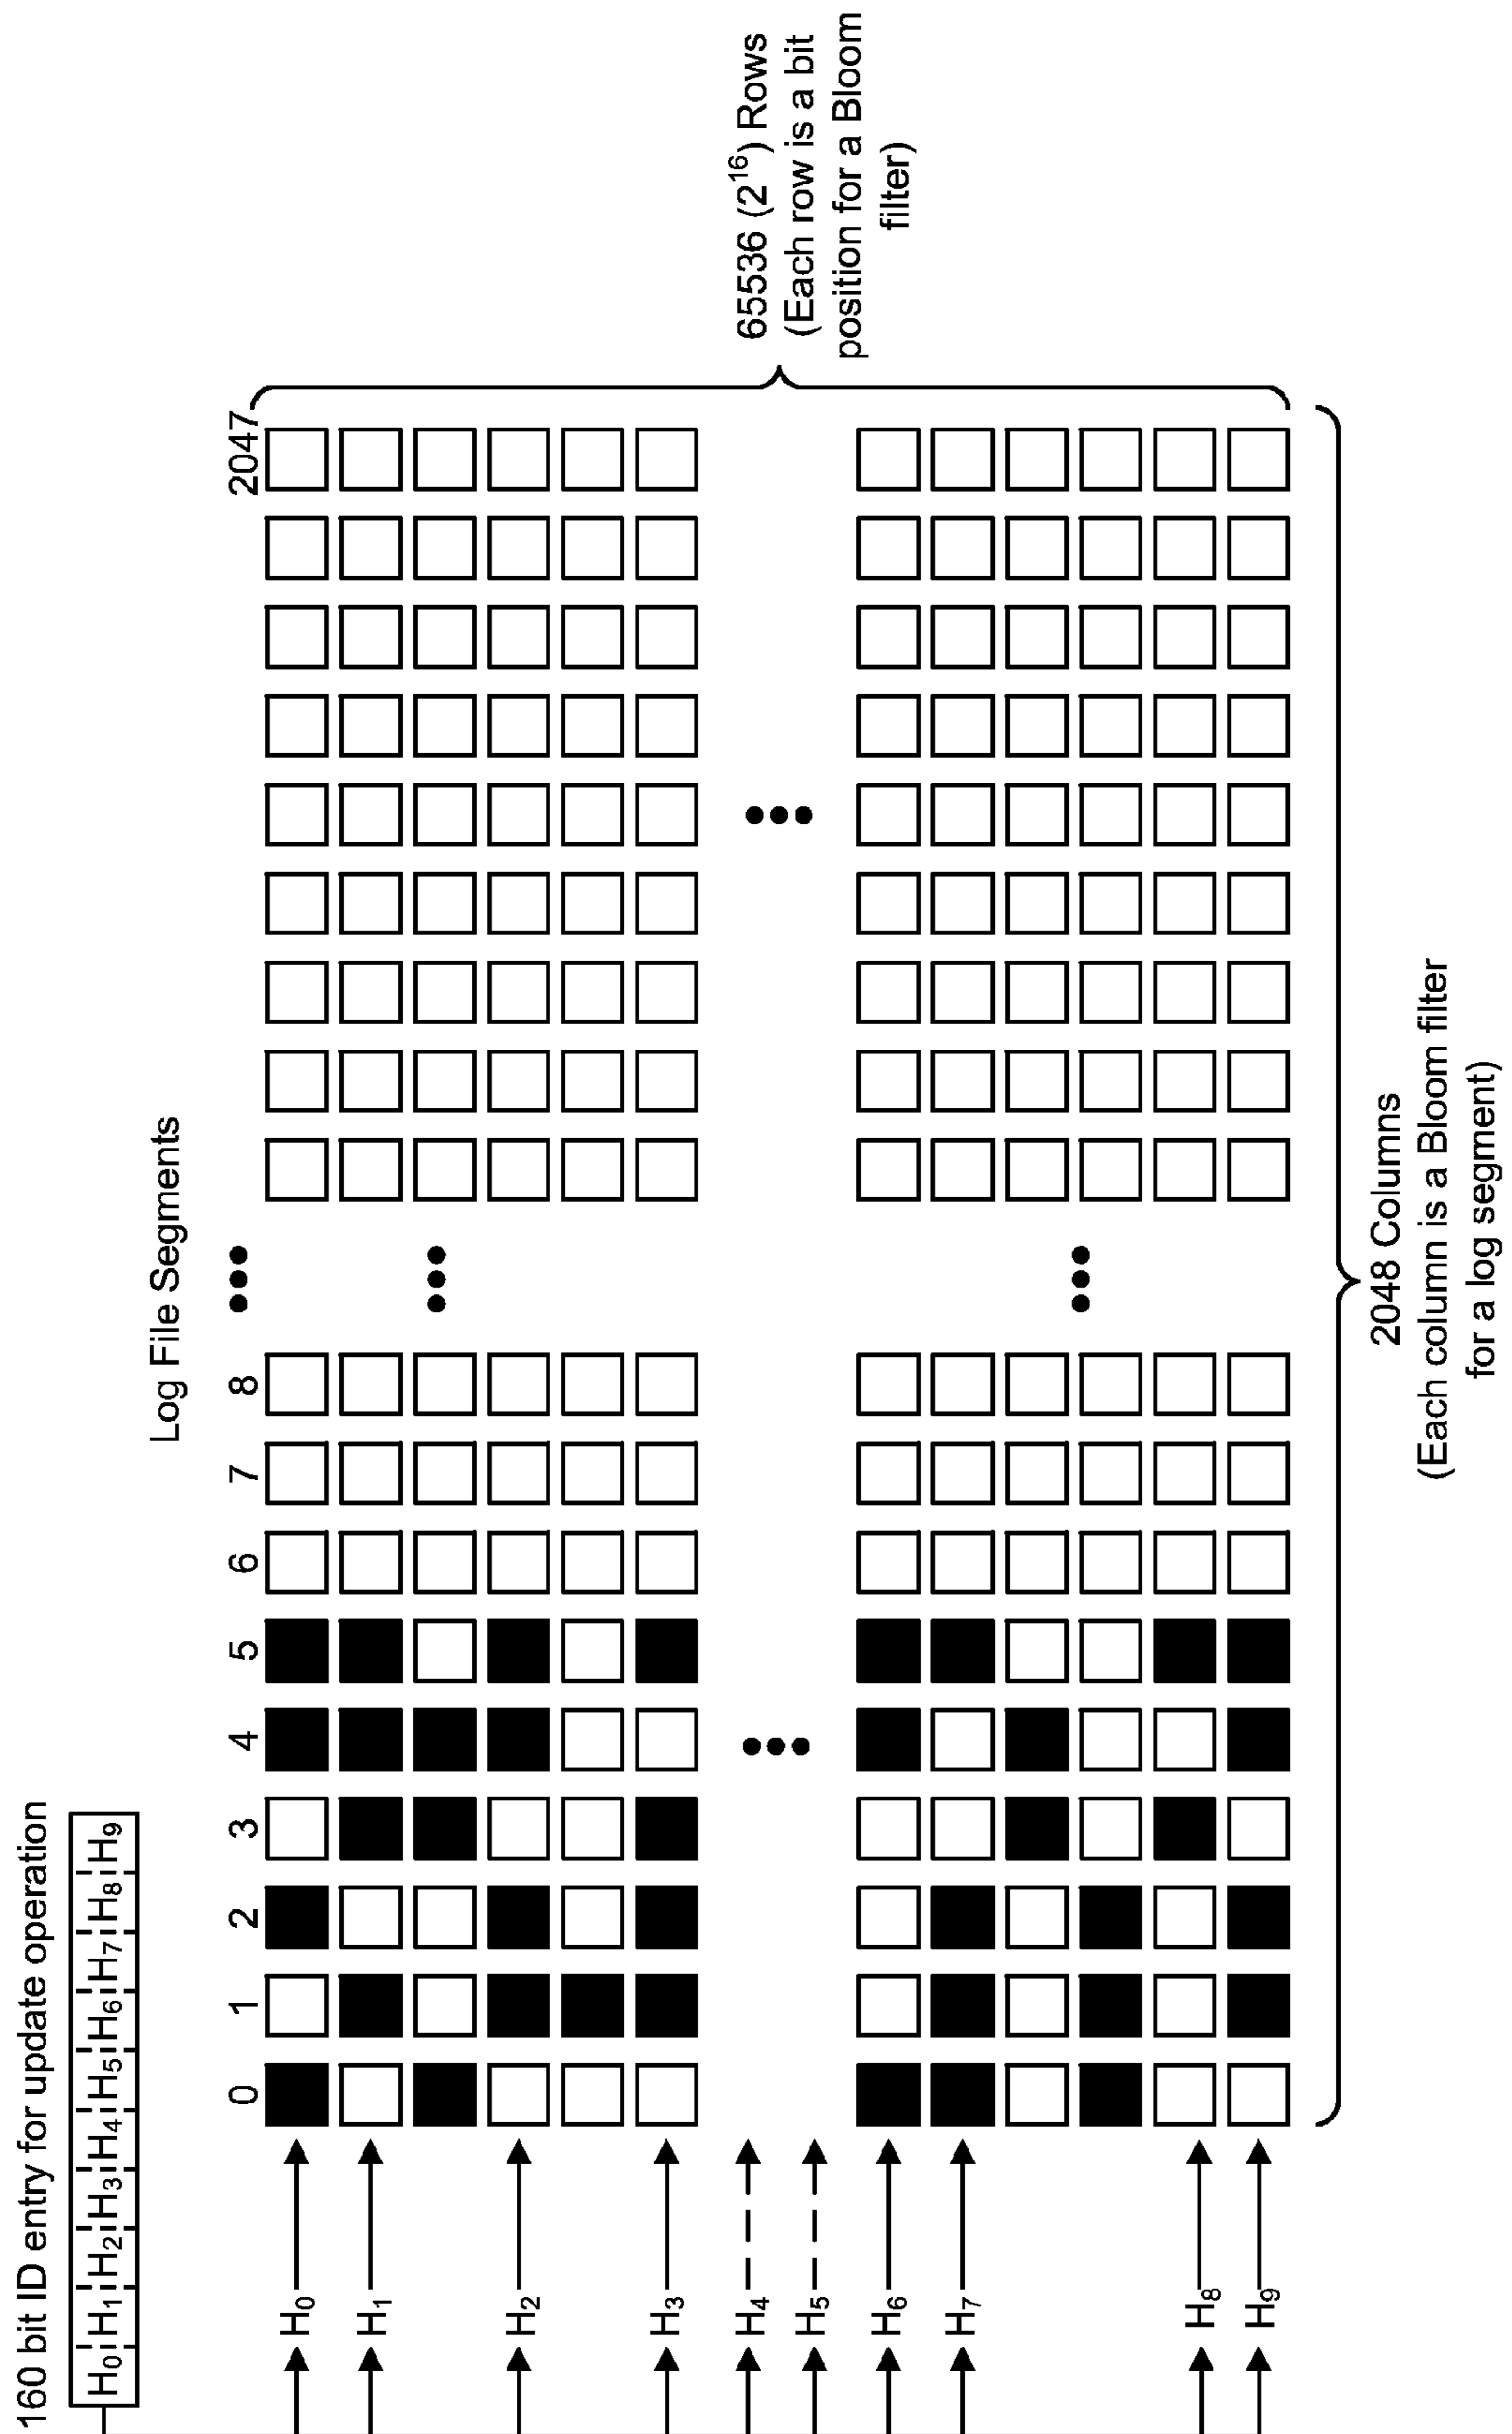 160 bit ID entry for update operation
H0 H1 H2 H3 H4 H5 H6 H7 H8 H9
Log File Segments
0 1 2 3 4 5 6 7 8 ••• 2047
H0
H1
H2
H3
H4
H5
H6
H7
H8
H9
65536 (2^16) Rows
(Each row is a bit
position for a Bloom
filter)
2048 Columns
(Each column is a Bloom filter
for a log segment)